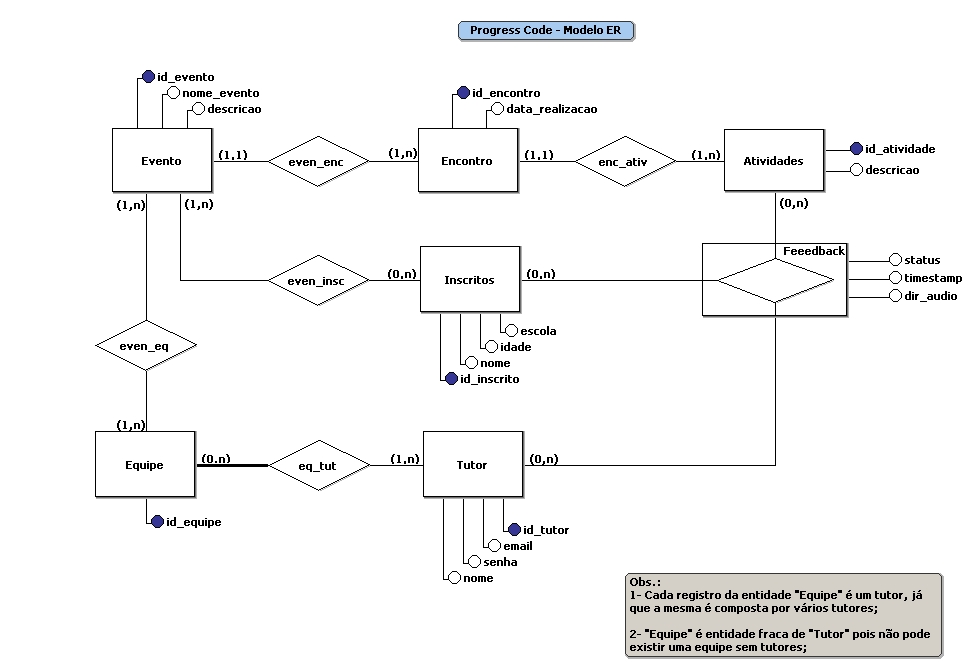 Progress Code - Modelo ER
id_evento
nome_evento
descricao
id_encontro
data_realizacao
Evento
(1,1)
even_enc
(1,n)
Encontro
(1,1)
enc_ativ
(1,n)
Atividades
id_atividade
descricao
(1,n)
(1,n)
(0,n)
Feeedback
status
timestamp
dir_audio
even_insc
(0,n)
Inscritos
(0,n)
escola
idade
nome
id_inscrito
even_eq
(1,n)
Equipe
(0,n)
eq_tut
(1,n)
Tutor
(0,n)
id_equipe
id_tutor
email
senha
nome
Obs.:
1- Cada registro da entidade "Equipe" é um tutor, já
que a mesma é composta por vários tutores;
2- "Equipe" é entidade fraca de "Tutor" pois não pode
existir uma equipe sem tutores;